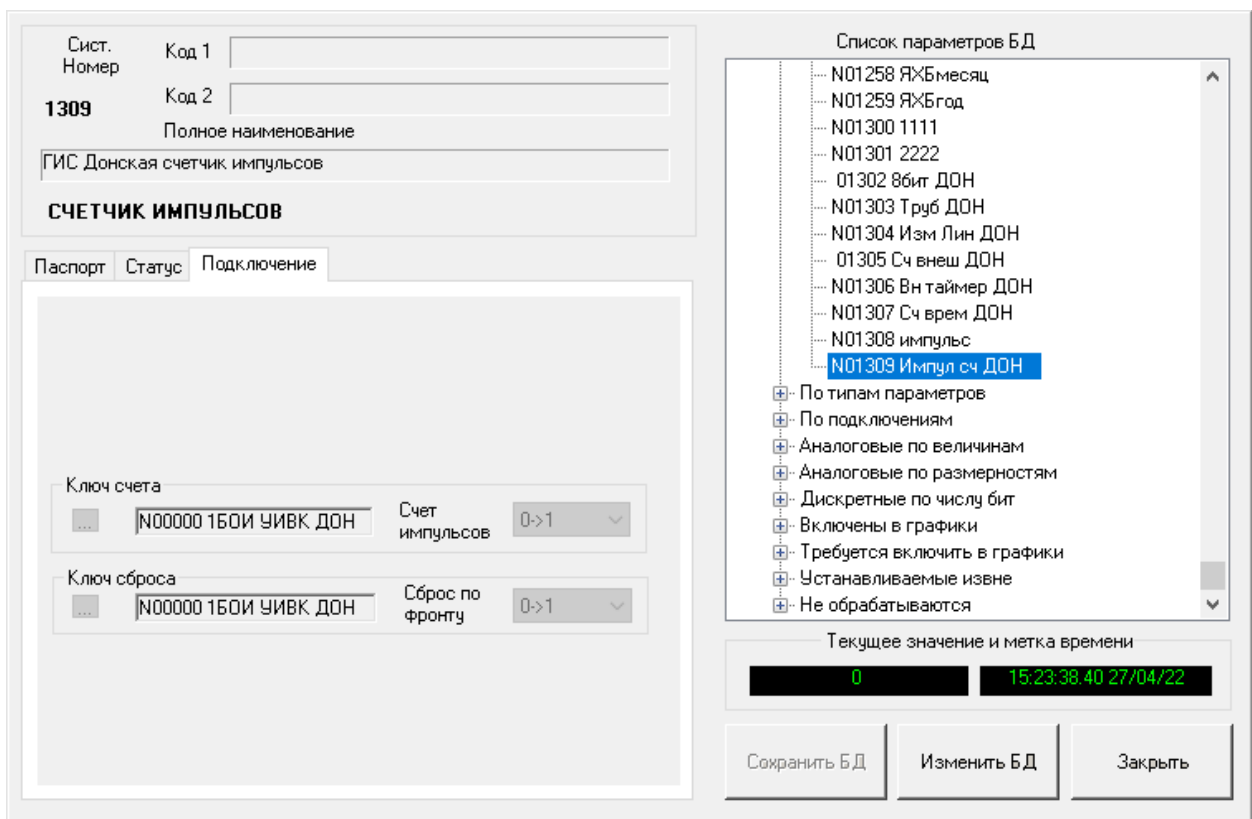 Сист. Номер
Код 1
1309
Код 2
Полное наименование
ГИС Донская счетчик импульсов
СЧЕТЧИК ИМПУЛЬСОВ
Паспорт
Статус
Подключение
Ключ счета
...
N00000 1БОИ УИВК ДОН
Счет
импульсов
0->1
Ключ сброса
...
N00000 1БОИ УИВК ДОН
Сброс по
фронту
0->1
Список параметров БД
N01258 ЯХБмесяц
N01259 ЯХБгод
N01300 1111
N01301 2222
01302 8бит ДОН
N01303 Труб ДОН
N01304 Изм Лин ДОН
01305 Сч внеш ДОН
N01306 Вн таймер ДОН
N01307 Сч врем ДОН
N01308 импульс
N01309 Импул сч ДОН
По типам параметров
По подключениям
Аналоговые по величинам
Аналоговые по размерностям
Дискретные по числу бит
Включены в графики
Требуется включить в графики
Устанавливаемые извне
Не обрабатываются
Текущее значение и метка времени
0
15:23:38.40 27/04/22
Сохранить БД
Изменить БД
Закрыть